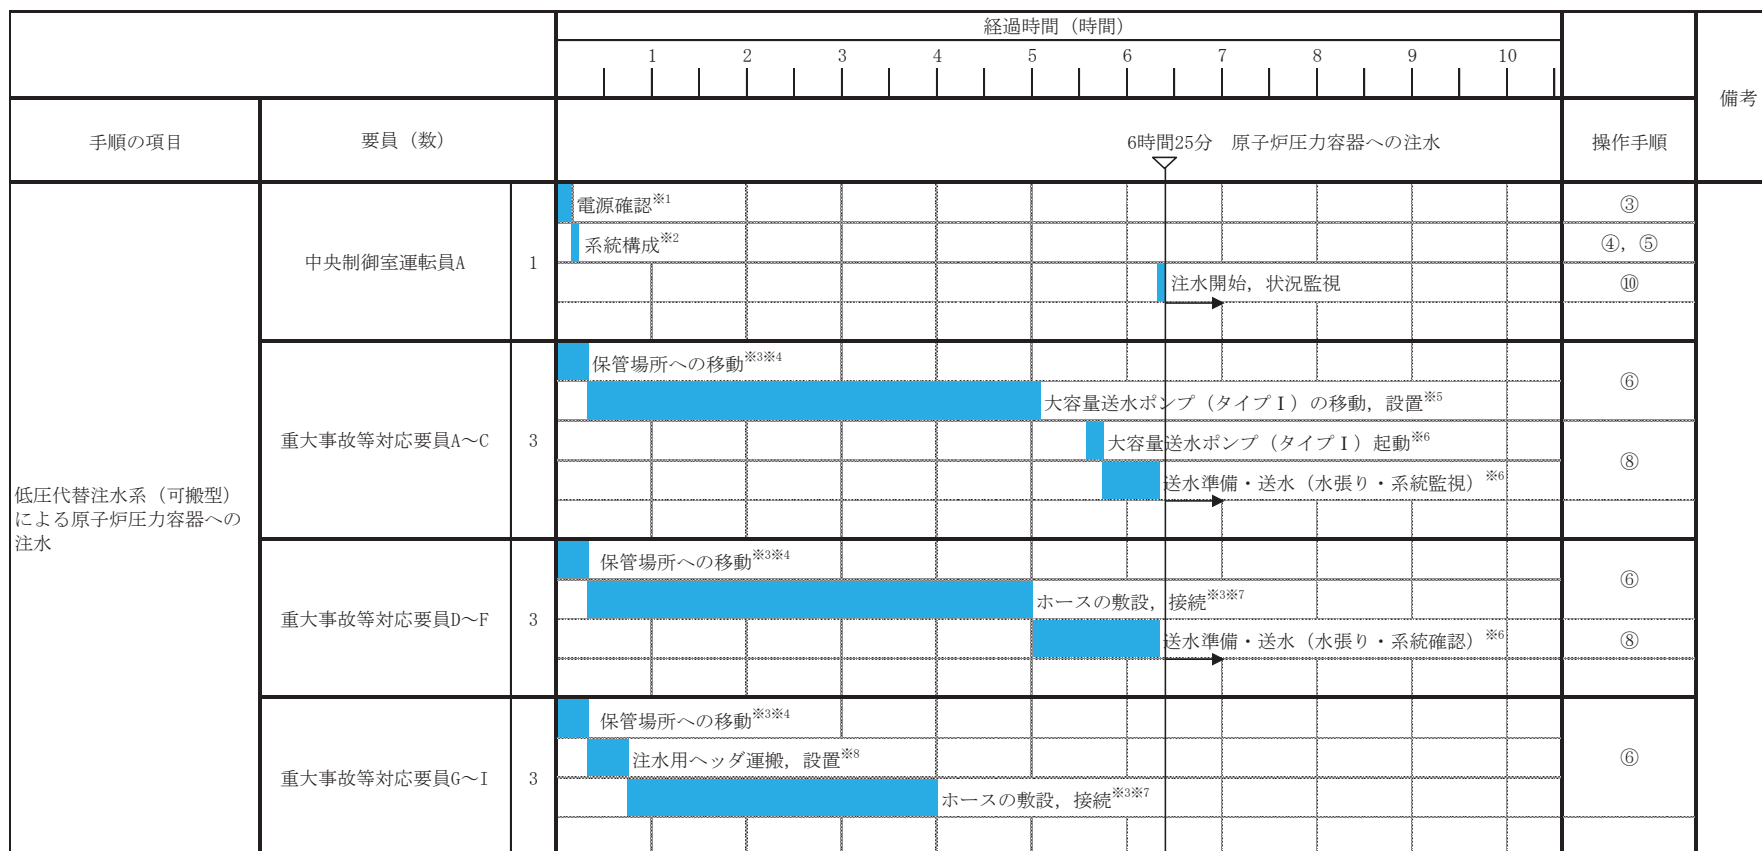 経過時間（時間）
1 2 3 4 5 6 7 8 9 10
備考
手順の項目 要員（数） 6時間25分 原子炉圧力容器への注水 操作手順
低圧代替注水系（可搬型）
による原子炉圧力容器への
注水
中央制御室運転員A 1
電源確認※1 ③
系統構成※2 ④，⑤
注水開始，状況監視 ⑩
重大事故等対応要員A～C 3
保管場所への移動※3※4 ⑥
大容量送水ポンプ（タイプⅠ）の移動，設置※5
大容量送水ポンプ（タイプⅠ）起動※6 ⑧
送水準備・送水（水張り・系統監視）※6
重大事故等対応要員D～F 3
保管場所への移動※3※4 ⑥
ホースの敷設，接続※3※7
送水準備・送水（水張り・系統確認）※6 ⑧
重大事故等対応要員G～I 3
保管場所への移動※3※4 ⑥
注水用ヘッダ運搬，設置※8
ホースの敷設，接続※3※7